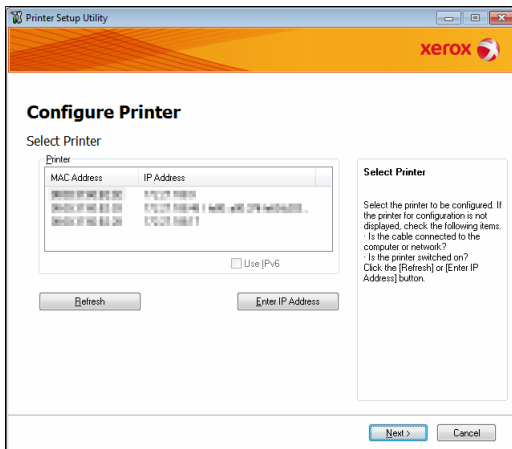 Printer Setup Utility
xerox
Configure Printer
Select Printer
Printer
MAC Address IP Address
Use IPv6
Refresh Enter IP Address
Select Printer
Select the printer to be configured. If
the printer for configuration is not
displayed, check the following items.
· Is the cable connected to the
computer or network?
· Is the printer switched on?
Click the [Refresh] or [Enter IP
Address] button.
Next > Cancel